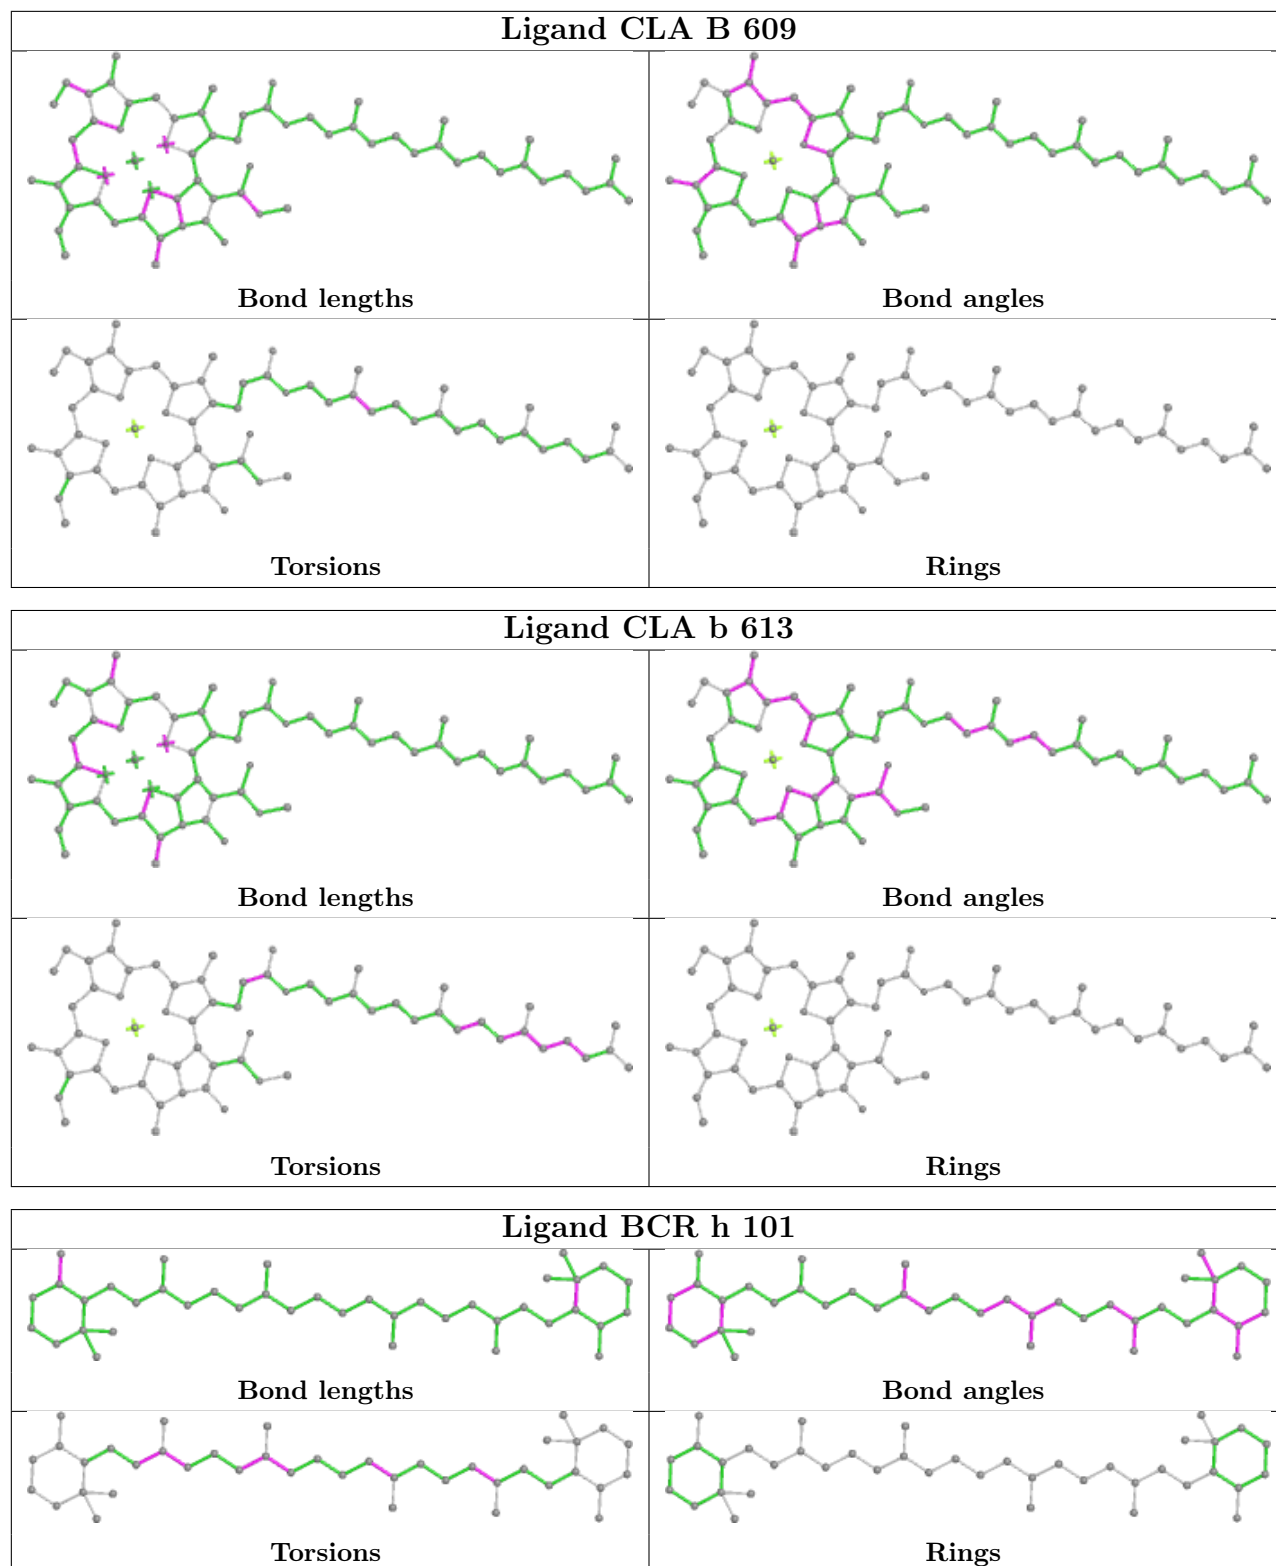 Ligand CLA B 609
Bond lengths
Bond angles
Torsions
Rings
Ligand CLA b 613
Bond lengths
Bond angles
Torsions
Rings
Ligand BCR h 101
Bond lengths
Bond angles
Torsions
Rings